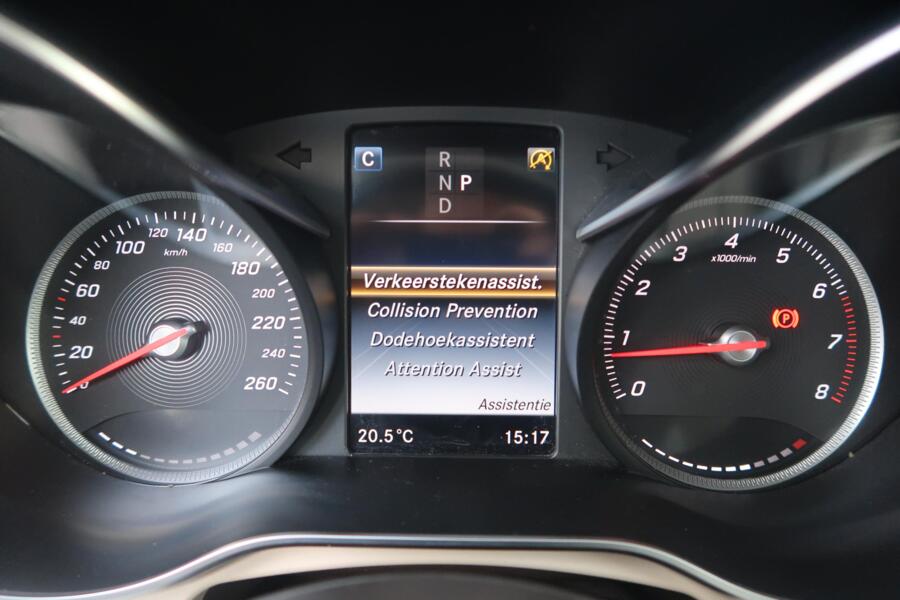 C
R
N P
D
A
Verkeerstekenassist.
Collision Prevention
Dodehoekassistent
Attention Assist
Assistentie
20.5°C
15:17
0
20
40
60
80
100
120
140
160
180
200
220
240
260
km/h
0
1
2
3
4
5
6
7
8
x1000/min
P